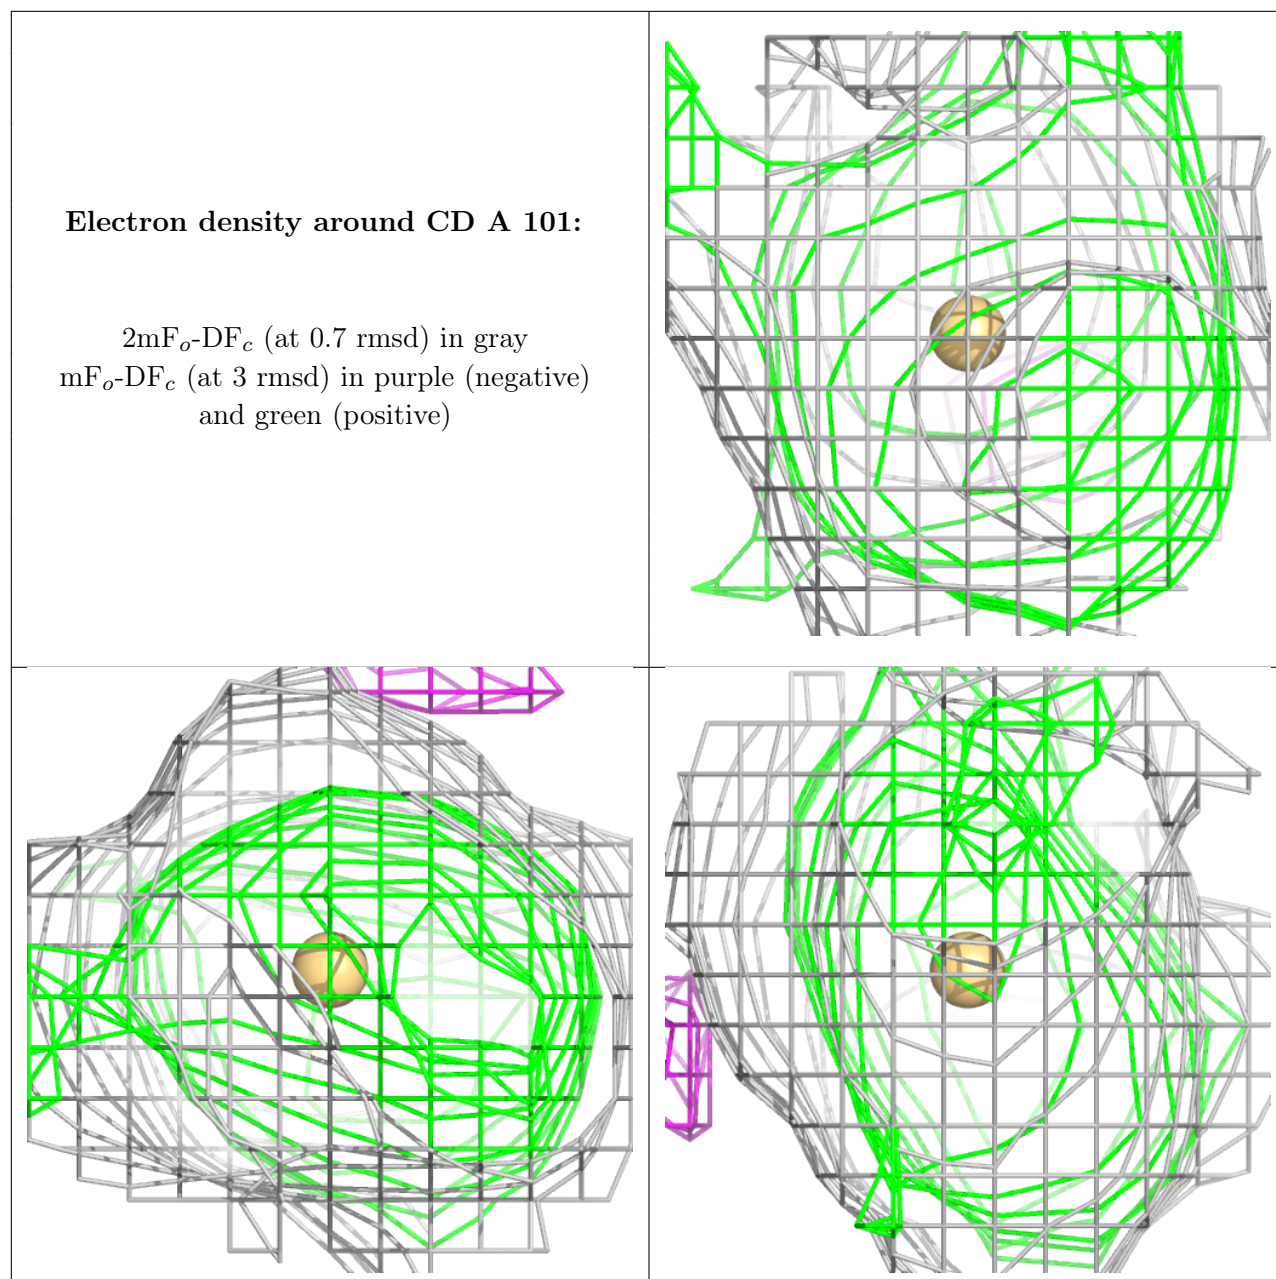 Electron density around CD A 101:
2mFo-DFc (at 0.7 rmsd) in gray
mFo-DFc (at 3 rmsd) in purple (negative)
and green (positive)